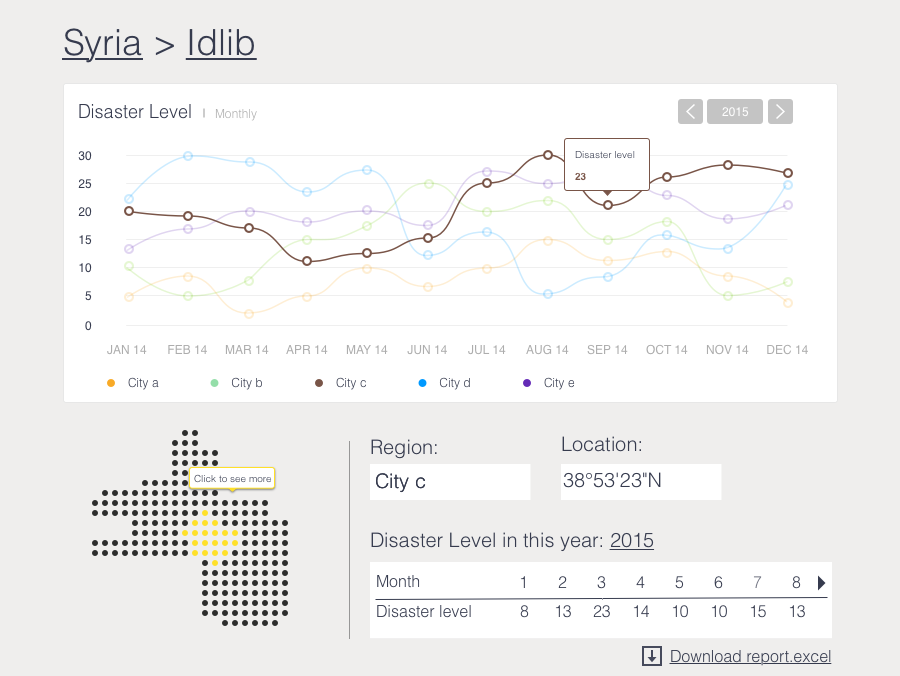 Syria > Idlib
Disaster Level | Monthly
2015
30
25
20
15
10
5
0
Disaster level
23
JAN 14 FEB 14 MAR 14 APR 14 MAY 14 JUN 14 JUL 14 AUG 14 SEP 14 OCT 14 NOV 14 DEC 14
City a City b City c City d City e
Click to see more
Region:
City c
Location:
38°53'23"N
Disaster Level in this year: 2015
Month 1 2 3 4 5 6 7 8
Disaster level 8 13 23 14 10 10 15 13
Download report.excel